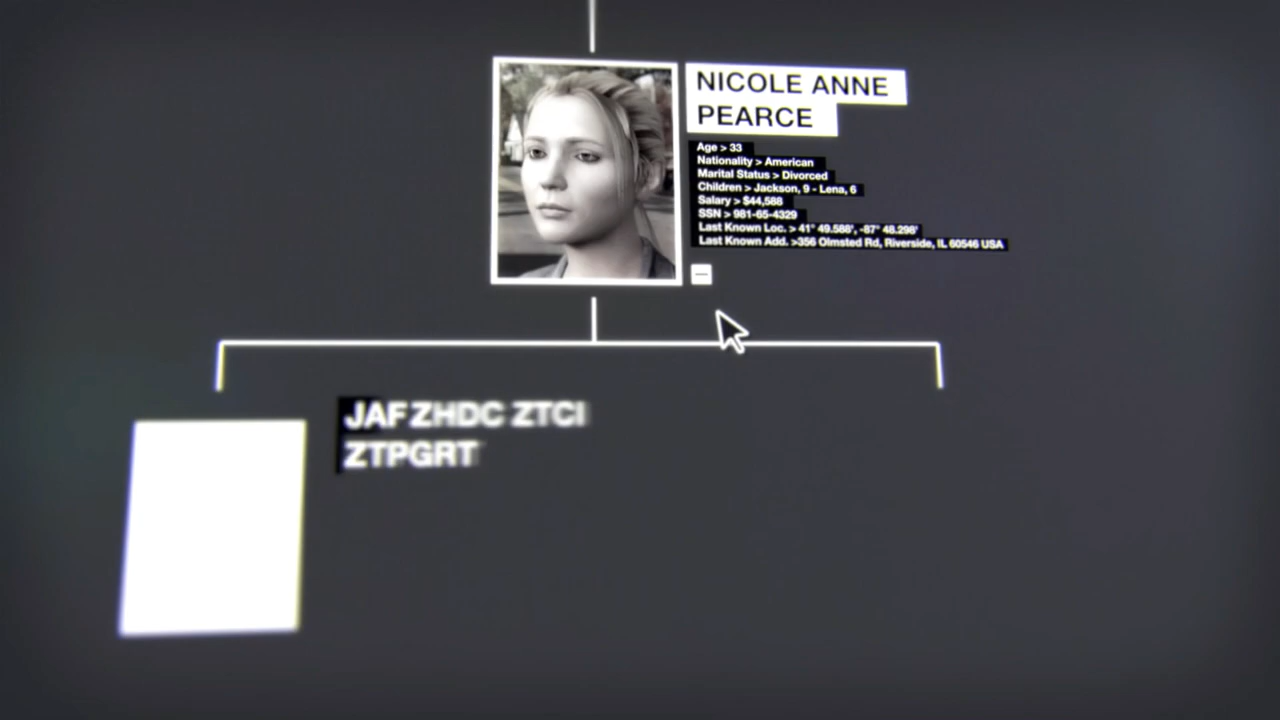 NICOLE ANNE
PEARCE
Age > 33
Nationality > American
Marital Status > Divorced
Children > Jackson, 9 - Lena, 6
Salary > $44,588
SSN > 981-65-4329
Last Known Loc. > 41° 49.588', -87° 48.298'
Last Known Add. >356 Olmsted Rd, Riverside, IL 60546 USA
JAFZHDC ZTCI
ZTPGRT